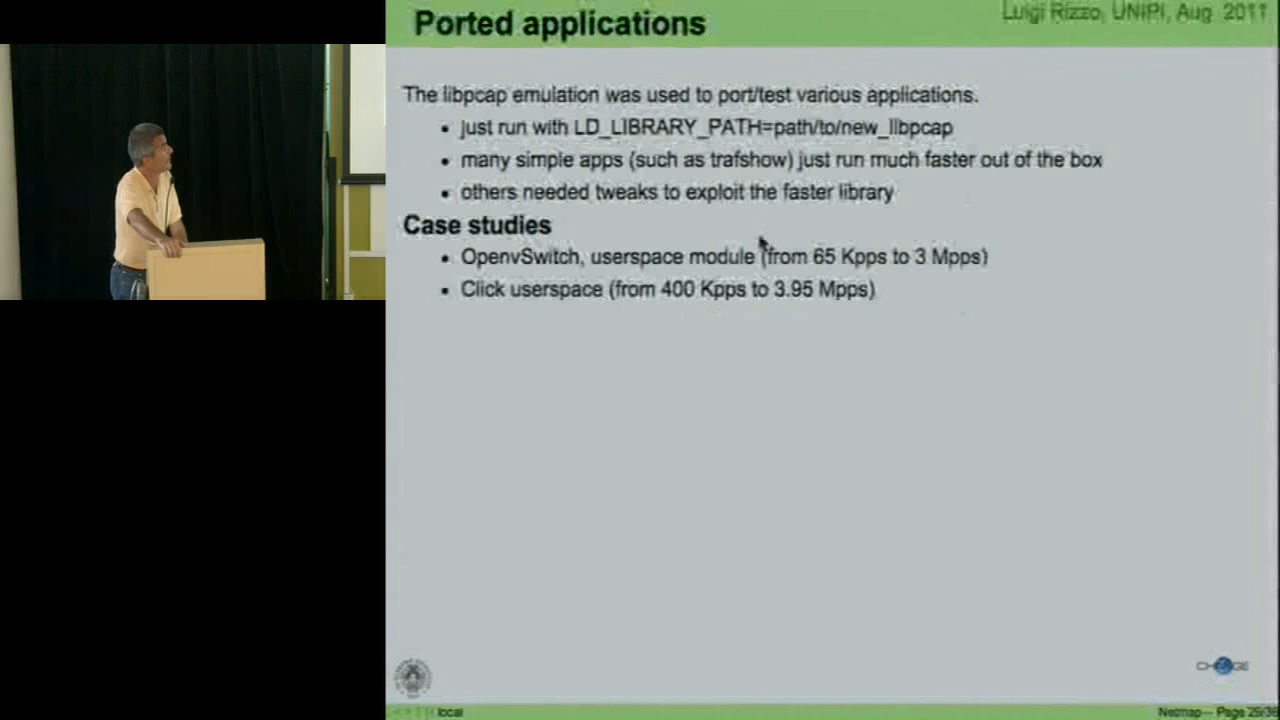 Ported applications
Luigi Rizzo, UNIPI, Aug 2011
The libpcap emulation was used to port/test various applications.
• just run with LD_LIBRARY_PATH=path/to/new_libpcap
• many simple apps (such as trafshow) just run much faster out of the box
• others needed tweaks to exploit the faster library
Case studies
• OpenvSwitch, userspace module (from 65 Kpps to 3 Mpps)
• Click userspace (from 400 Kpps to 3.95 Mpps)
local
Netmap -- Page